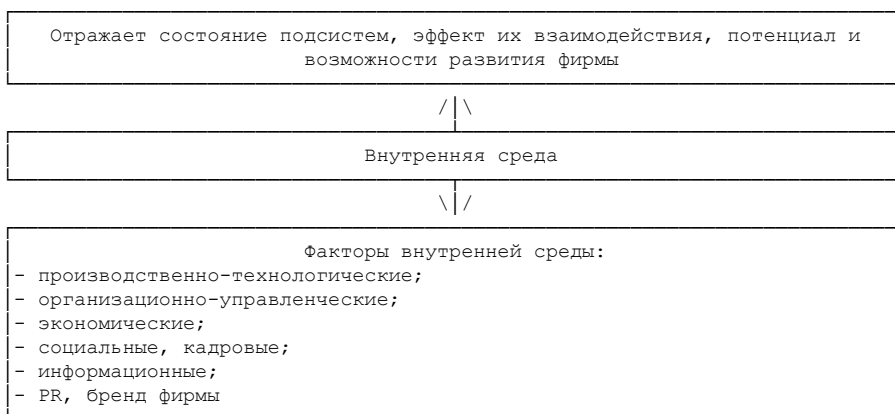 Отражает состояние подсистем, эффект их взаимодействия, потенциал и
возможности развития фирмы
Внутренняя среда
Факторы внутренней среды:
- производственно-технологические;
- организационно-управленческие;
- экономические;
- социальные, кадровые;
- информационные;
- PR, бренд фирмы